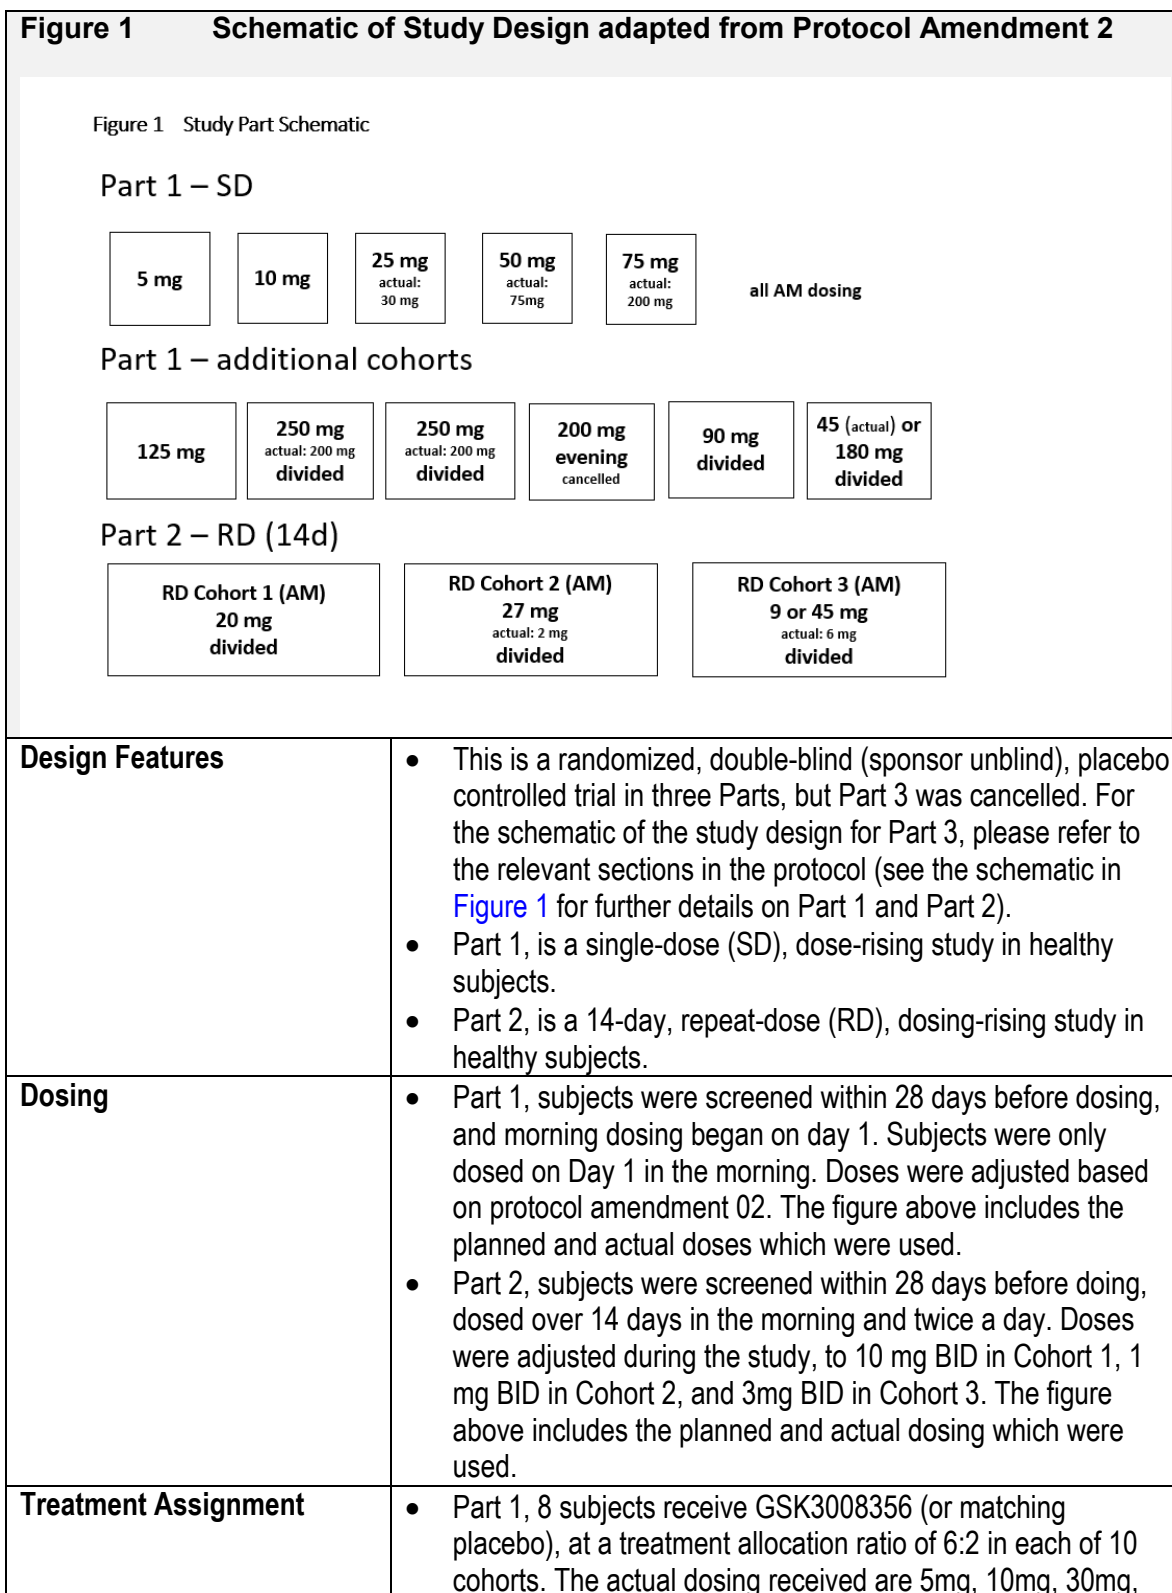 Figure 1 Schematic of Study Design adapted from Protocol Amendment 2
Figure 1 Study Part Schematic
Part 1 – SD
5 mg
10 mg
25 mg
actual:
30 mg
50 mg
actual:
75mg
75 mg
actual:
200 mg
all AM dosing
Part 1 – additional cohorts
125 mg
250 mg
actual: 200 mg
divided
250 mg
actual: 200 mg
divided
200 mg
evening
cancelled
90 mg
divided
45 (actual) or
180 mg
divided
Part 2 – RD (14d)
RD Cohort 1 (AM)
20 mg
divided
RD Cohort 2 (AM)
27 mg
actual: 2 mg
divided
RD Cohort 3 (AM)
9 or 45 mg
actual: 6 mg
divided
Design Features
• This is a randomized, double-blind (sponsor unblind), placebo
controlled trial in three Parts, but Part 3 was cancelled. For
the schematic of the study design for Part 3, please refer to
the relevant sections in the protocol (see the schematic in
Figure 1 for further details on Part 1 and Part 2).
• Part 1, is a single-dose (SD), dose-rising study in healthy
subjects.
• Part 2, is a 14-day, repeat-dose (RD), dosing-rising study in
healthy subjects.
Dosing
• Part 1, subjects were screened within 28 days before dosing,
and morning dosing began on day 1. Subjects were only
dosed on Day 1 in the morning. Doses were adjusted based
on protocol amendment 02. The figure above includes the
planned and actual doses which were used.
• Part 2, subjects were screened within 28 days before doing,
dosed over 14 days in the morning and twice a day. Doses
were adjusted during the study, to 10 mg BID in Cohort 1, 1
mg BID in Cohort 2, and 3mg BID in Cohort 3. The figure
above includes the planned and actual dosing which were
used.
Treatment Assignment
• Part 1, 8 subjects receive GSK3008356 (or matching
placebo), at a treatment allocation ratio of 6:2 in each of 10
cohorts. The actual dosing received are 5mg, 10mg, 30mg,